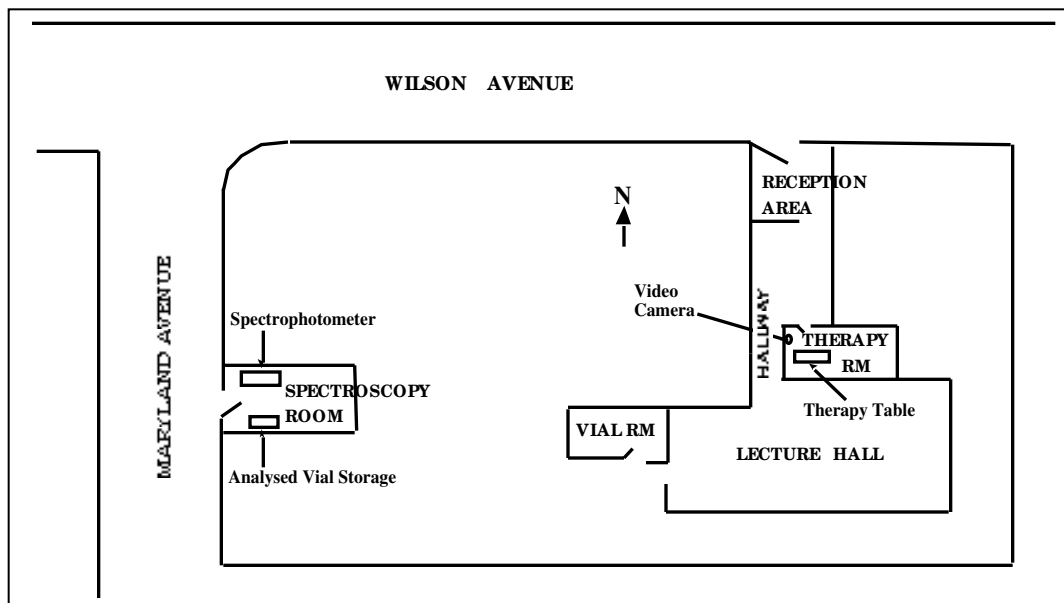 WILSON AVENUE
RECEPTION
AREA
N
MARYLAND AVENUE
Video
Camera
HALLWAY
Spectrophotometer
THERAPY
RM
SPECTROSCOPY
ROOM
Therapy Table
VIAL RM
LECTURE HALL
Analysed Vial Storage